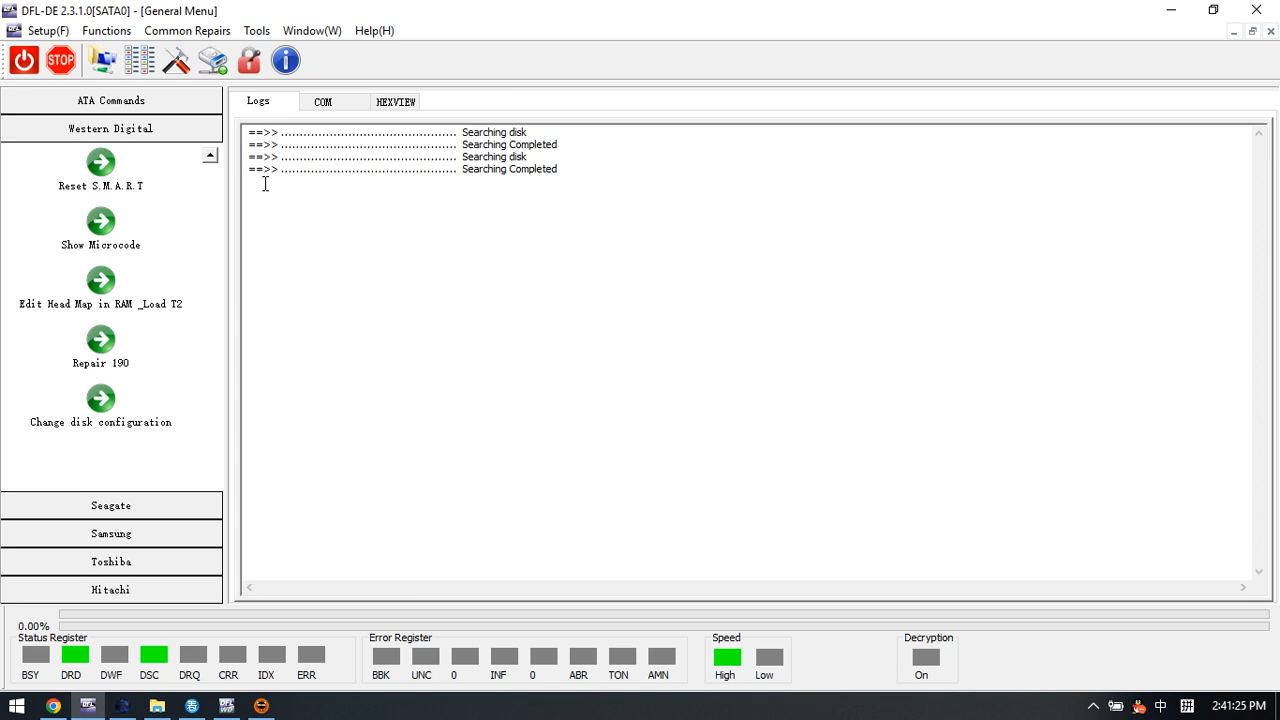 DFL-DE 2.3.1.0[SATA0] - [General Menu]
Setup(F) Functions Common Repairs Tools Window(W) Help(H)
STOP
ATA Commands
Western Digital
Reset S.M.A.R.T
Show Microcode
Edit Head Map in RAM _Load T2
Repair 190
Change disk configuration
Seagate
Samsung
Toshiba
Hitachi
Logs COM HEXVIEW
==>> ............................................... Searching disk
==>> ............................................... Searching Completed
==>> ............................................... Searching disk
==>> ............................................... Searching Completed
0.00%
Status Register
BSY DRD DWF DSC DRQ CRR IDX ERR
Error Register
BBK UNC 0 INF 0 ABR TON AMN
Speed
High Low
Decryption
On
中 拼 2:41:25 PM